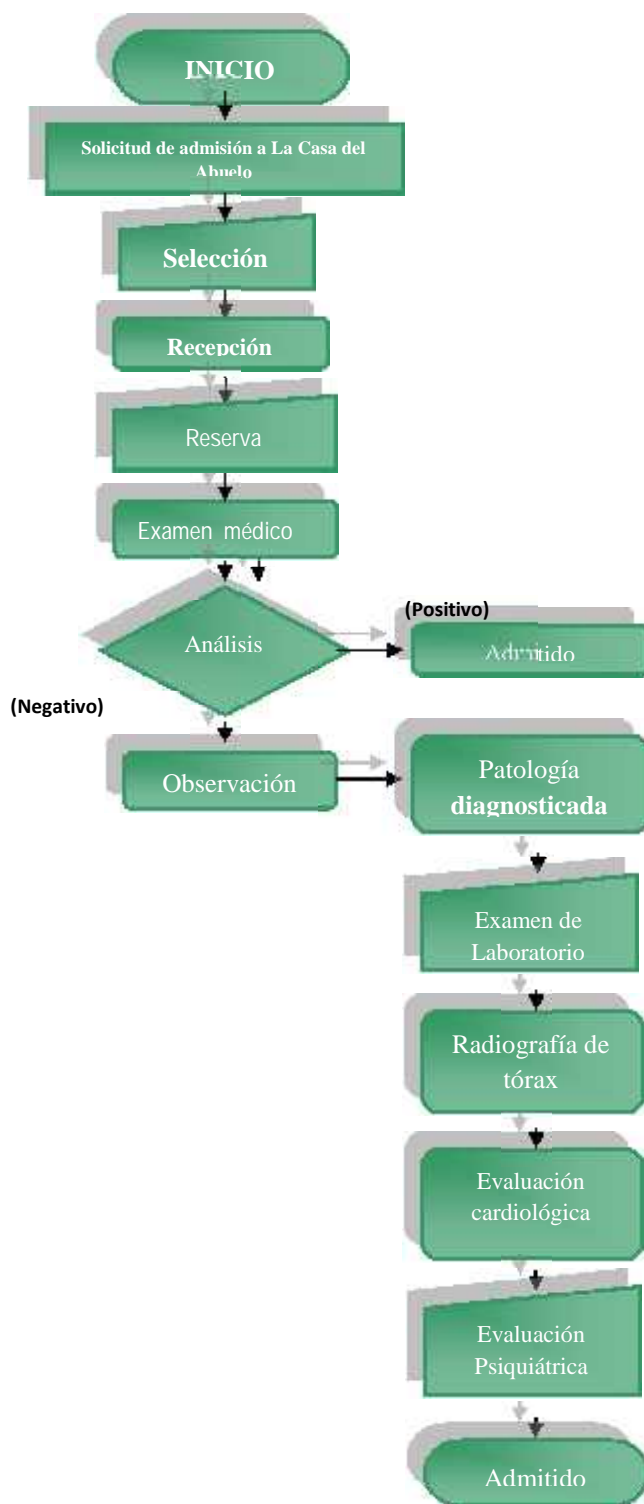 INICIO
Solicitud de admisión a La Casa del
Abuelo
Selección
Recepción
Reserva
Examen médico
(Positivo)
Análisis
Admitido
(Negativo)
Observación
Patología
diagnosticada
Examen de
Laboratorio
Radiografía de
tórax
Evaluación
cardiológica
Evaluación
Psiquiátrica
Admitido